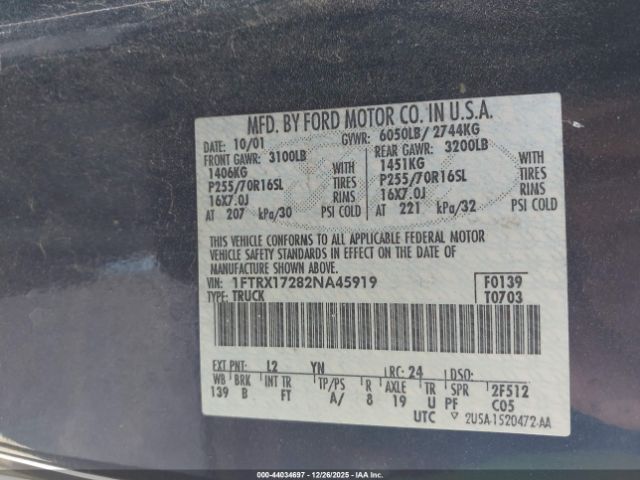 MFD. BY FORD MOTOR CO. IN U.S.A.
DATE: 10/01 GVWR: 6050LB/ 2744KG
FRONT GAWR: 3100LB REAR GAWR: 3200LB
1406KG WITH 1451KG WITH
P255/70R16SL TIRES P255/70R16SL TIRES
16X7.0J RIMS 16X7.0J RIMS
AT 207 kPa/30 PSI COLD AT 221 kPa/32 PSI COLD
THIS VEHICLE CONFORMS TO ALL APPLICABLE FEDERAL MOTOR
VEHICLE SAFETY STANDARDS IN EFFECT ON THE DATE OF
MANUFACTURE SHOWN ABOVE.
VIN: 1FTRX17282NA45919 F0139
TYPE: TRUCK T0703
EXT PNT: L2 YN RC: 24 DSO:
WB BRK INT TR TP/PS R AXLE TR SPR 2F512
139 B FT A/ 8 19 U PF C05
UTC ▽ 2U5A-1520472-AA
© IAA - 44034697 - 12/26/2025 - IAA Inc.